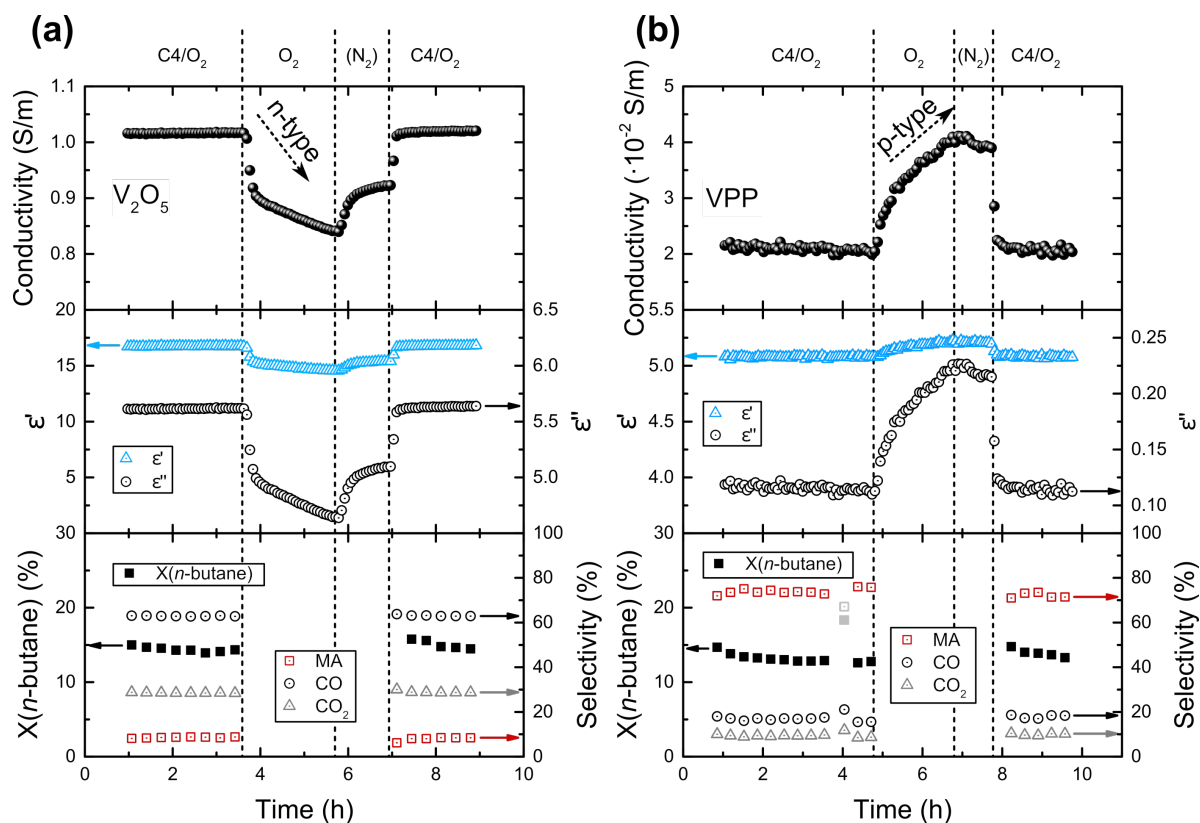 (a)
C4/O2
O2
(N2)
C4/O2
1.1
1.0
0.9
0.8
Conductivity (S/m)
n-type
V2O5
20
15
10
5
30
ε'
6.5
6.0
5.5
5.0
100
ε''
ε'
ε''
20
10
0
X(n-butane) (%)
X(n-butane)
MA
CO
CO2
80
60
40
20
0
Selectivity (%)
0
2
4
6
8
10
Time (h)
(b)
C4/O2
O2
(N2)
C4/O2
5
4
3
2
Conductivity (·10-2 S/m)
p-type
VPP
5.5
5.0
4.5
4.0
30
ε'
0.25
0.20
0.15
0.10
100
ε''
ε'
ε''
20
10
0
X(n-butane) (%)
X(n-butane)
MA
CO
CO2
80
60
40
20
0
Selectivity (%)
0
2
4
6
8
10
Time (h)